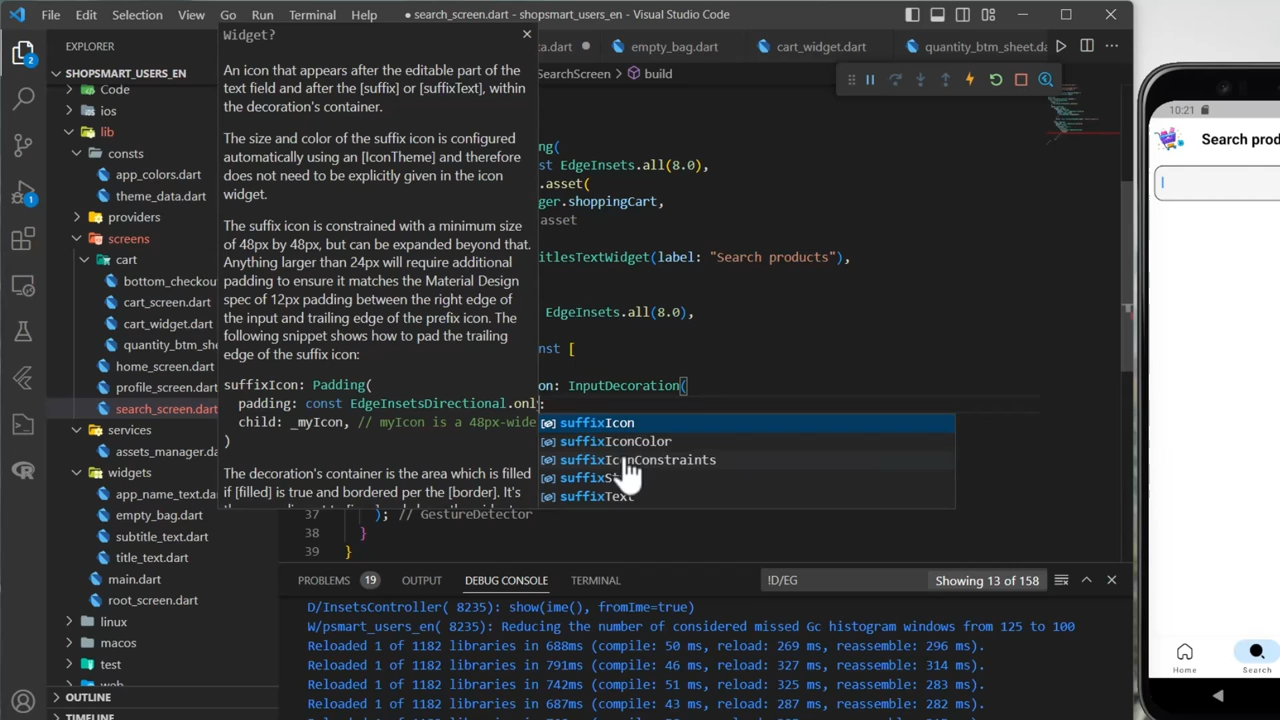 File Edit Selection View Go Run Terminal Help
● search_screen.dart - shopsmart_users_en - Visual Studio Code
EXPLORER
SHOPSMART_USERS_EN
Code
ios
lib
consts
app_colors.dart
theme_data.dart
providers
screens
cart
bottom_checkou
cart_screen.dart
cart_widget.dart
quantity_btm_sh
home_screen.dart
profile_screen.dart
search_screen.dart
services
assets_manager.d
widgets
app_name_text.d
empty_bag.dart
subtitle_text.dart
title_text.dart
main.dart
root_screen.dart
linux
macos
test
web
OUTLINE
TIMELINE
2
1
Widget?
An icon that appears after the editable part of the
text field and after the [suffix] or [suffixText], within
the decoration's container.
The size and color of the suffix icon is configured
automatically using an [IconTheme] and therefore
does not need to be explicitly given in the icon
widget.
The suffix icon is constrained with a minimum size
of 48px by 48px, but can be expanded beyond that.
Anything larger than 24px will require additional
padding to ensure it matches the Material Design
spec of 12px padding between the right edge of
the input and trailing edge of the prefix icon. The
following snippet shows how to pad the trailing
edge of the suffix icon:
suffixIcon: Padding(
padding: const EdgeInsetsDirectional.only
child: _myIcon, // myIcon is a 48px-wide
)
The decoration's container is the area which is filled
if [filled] is true and bordered per the [border]. It's
ta.dart ● empty_bag.dart cart_widget.dart quantity_btm_sheet.da
SearchScreen build
ng(
st EdgeInsets.all(8.0),
.asset(
ger.shoppingCart,
asset
itlesTextWidget(label: "Search products"),
EdgeInsets.all(8.0),
onst [
on: InputDecoration(
:
suffixIcon
suffixIconColor
suffixIconConstraints
suffixS
suffixText
37 ); // GestureDetector
38 }
39 }
PROBLEMS 19 OUTPUT DEBUG CONSOLE TERMINAL !D/EG Showing 13 of 158
D/InsetsController( 8235): show(ime(), fromIme=true)
W/psmart_users_en( 8235): Reducing the number of considered missed Gc histogram windows from 125 to 100
Reloaded 1 of 1182 libraries in 688ms (compile: 50 ms, reload: 269 ms, reassemble: 296 ms).
Reloaded 1 of 1182 libraries in 791ms (compile: 46 ms, reload: 327 ms, reassemble: 314 ms).
Reloaded 1 of 1182 libraries in 742ms (compile: 51 ms, reload: 325 ms, reassemble: 283 ms).
Reloaded 1 of 1182 libraries in 687ms (compile: 43 ms, reload: 287 ms, reassemble: 282 ms).
10:21
Search prod
Home Search